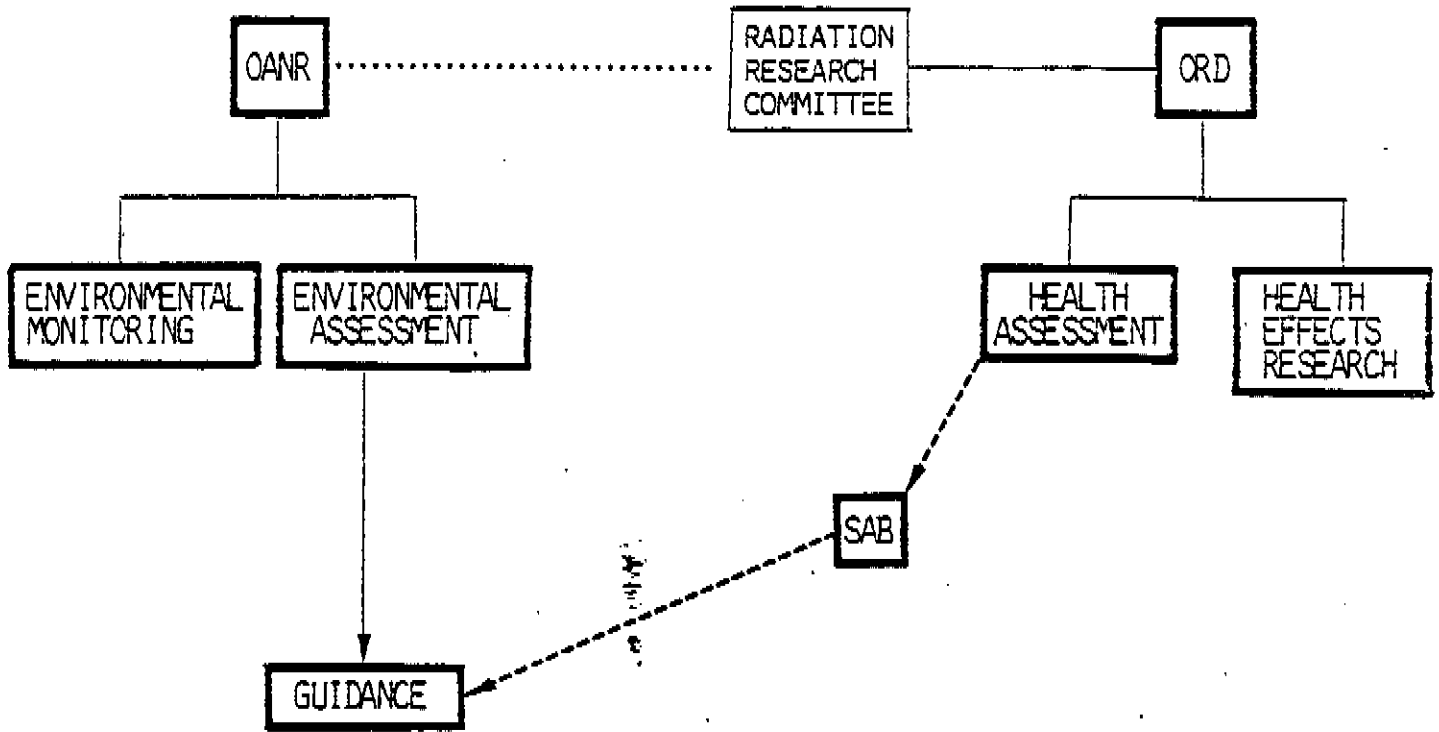 OANR
RADIATION
RESEARCH
COMMITTEE
ORD
ENVIRONMENTAL
MONITORING
ENVIRONMENTAL
ASSESSMENT
HEALTH
ASSESSMENT
HEALTH
EFFECTS
RESEARCH
SAB
GUIDANCE